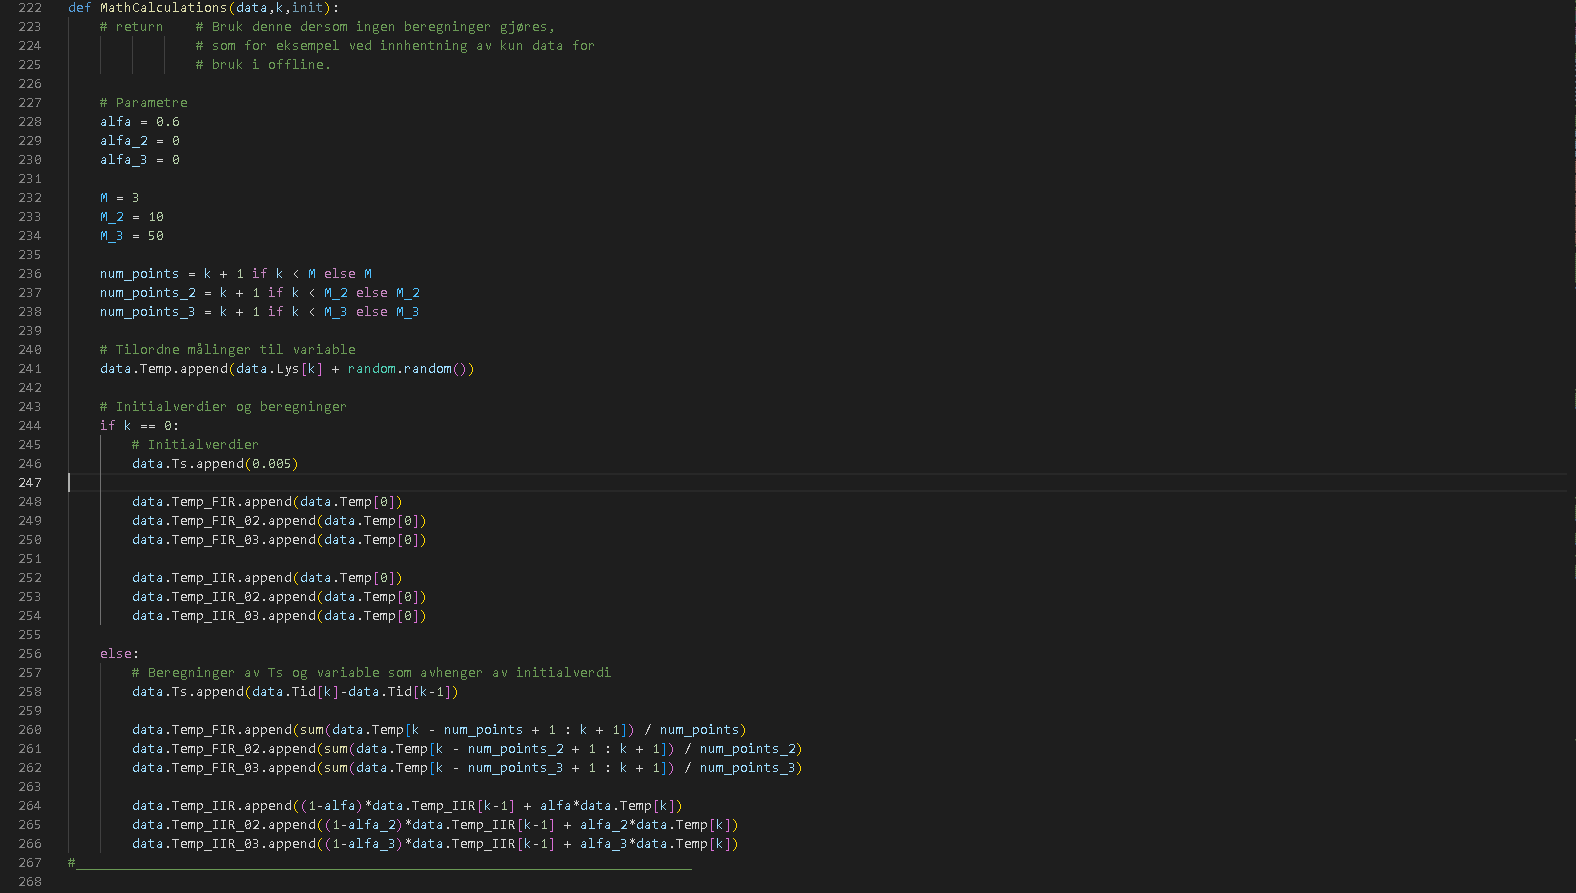 222 def MathCalculations(data,k,init):
223     # return    # Bruk denne dersom ingen beregninger gjøres,
224                 # som for eksempel ved innhentning av kun data for
225                 # bruk i offline.
226
227     # Parametre
228     alfa = 0.6
229     alfa_2 = 0
230     alfa_3 = 0
231
232     M = 3
233     M_2 = 10
234     M_3 = 50
235
236     num_points = k + 1 if k < M else M
237     num_points_2 = k + 1 if k < M_2 else M_2
238     num_points_3 = k + 1 if k < M_3 else M_3
239
240     # Tilordne målinger til variable
241     data.Temp.append(data.Lys[k] + random.random())
242
243     # Initialverdier og beregninger
244     if k == 0:
245         # Initialverdier
246         data.Ts.append(0.005)
247
248         data.Temp_FIR.append(data.Temp[0])
249         data.Temp_FIR_02.append(data.Temp[0])
250         data.Temp_FIR_03.append(data.Temp[0])
251
252         data.Temp_IIR.append(data.Temp[0])
253         data.Temp_IIR_02.append(data.Temp[0])
254         data.Temp_IIR_03.append(data.Temp[0])
255
256     else:
257         # Beregninger av Ts og variable som avhenger av initialverdi
258         data.Ts.append(data.Tid[k]-data.Tid[k-1])
259
260         data.Temp_FIR.append(sum(data.Temp[k - num_points + 1 : k + 1]) / num_points)
261         data.Temp_FIR_02.append(sum(data.Temp[k - num_points_2 + 1 : k + 1]) / num_points_2)
262         data.Temp_FIR_03.append(sum(data.Temp[k - num_points_3 + 1 : k + 1]) / num_points_3)
263
264         data.Temp_IIR.append((1-alfa)*data.Temp_IIR[k-1] + alfa*data.Temp[k])
265         data.Temp_IIR_02.append((1-alfa_2)*data.Temp_IIR[k-1] + alfa_2*data.Temp[k])
266         data.Temp_IIR_03.append((1-alfa_3)*data.Temp_IIR[k-1] + alfa_3*data.Temp[k])
267 #_____________________________________________________________________________
268